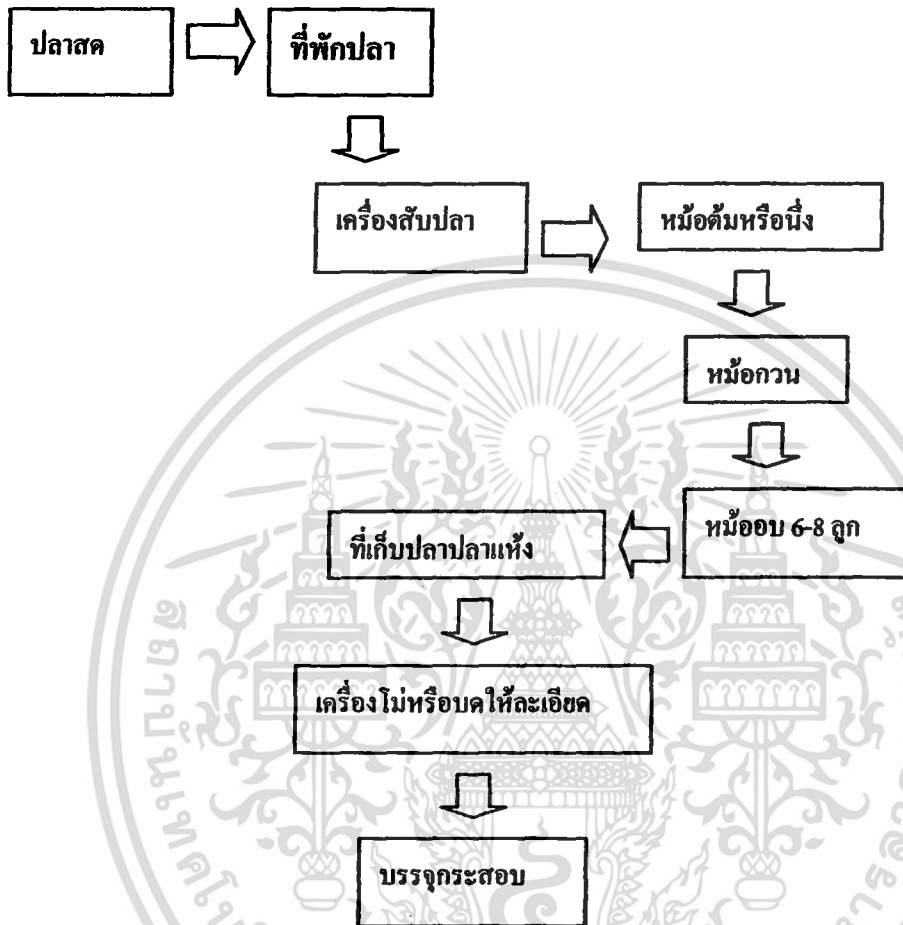 ปลาสด
ที่พักปลา
เครื่องสับปลา
หม้อต้มหรือนึ่ง
หม้อกวน
หม้ออบ 6-8 ลูก
ที่เก็บปลาปลาแห้ง
เครื่องโม่หรือบดให้ละเอียด
บรรจุกระสอบ